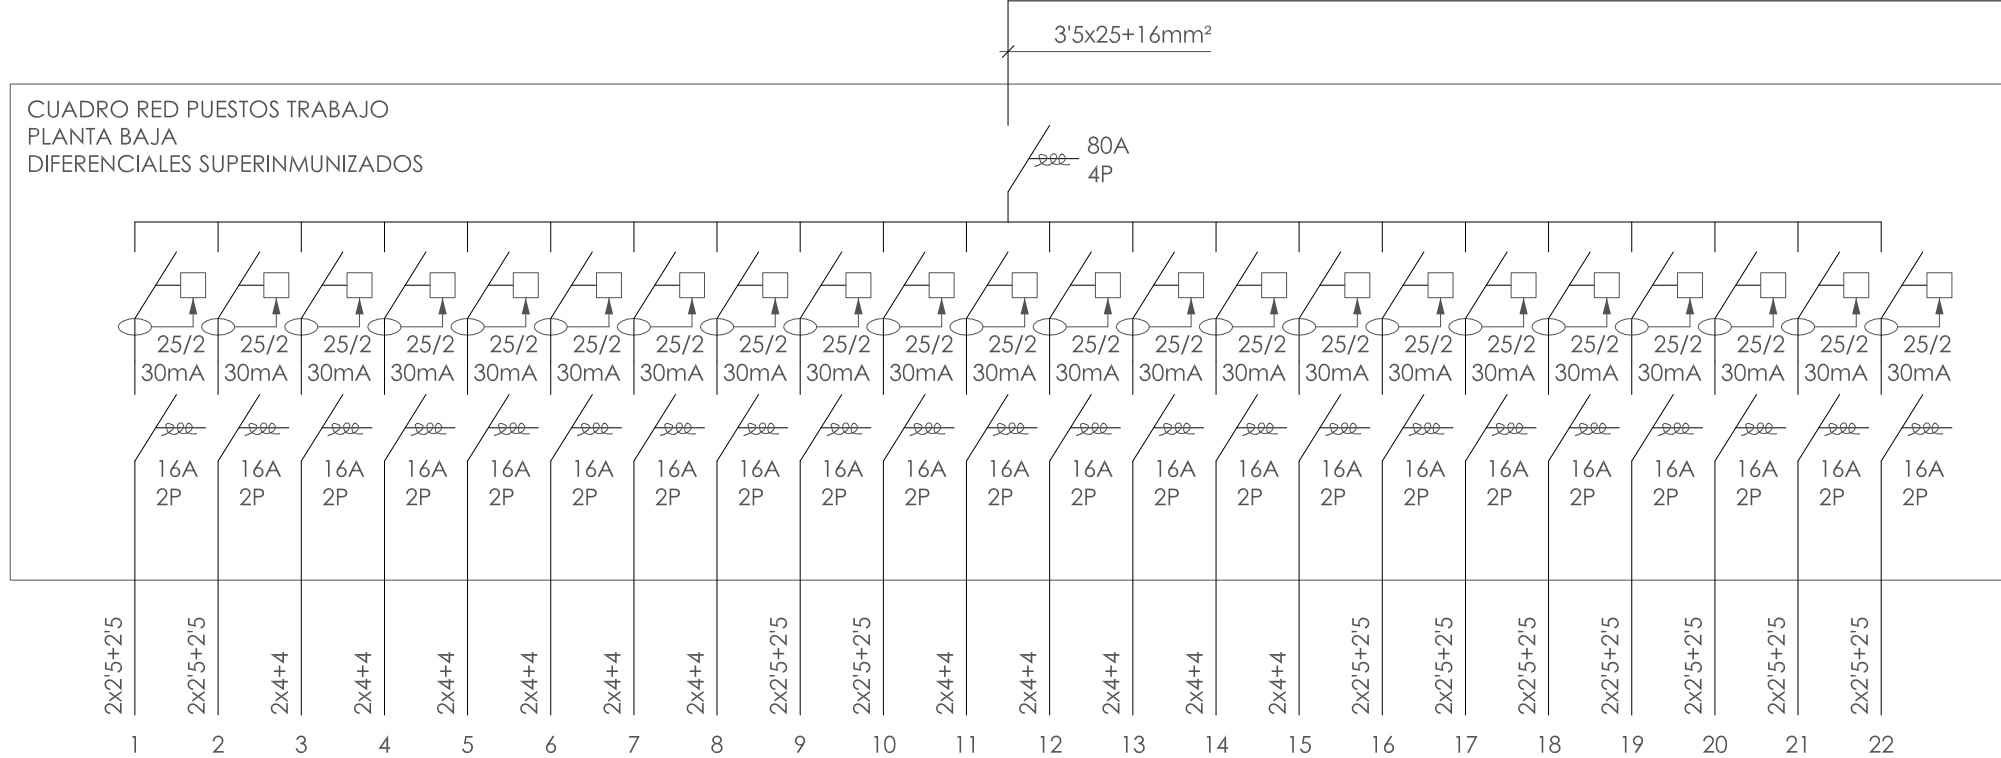 3'5x25+16mm²
CUADRO RED PUESTOS TRABAJO
PLANTA BAJA
DIFERENCIALES SUPERINMUNIZADOS
80A
4P
25/2 25/2 25/2 25/2 25/2 25/2 25/2 25/2 25/2 25/2 25/2 25/2 25/2 25/2 25/2 25/2 25/2 25/2 25/2 25/2 25/2 25/2
30mA 30mA 30mA 30mA 30mA 30mA 30mA 30mA 30mA 30mA 30mA 30mA 30mA 30mA 30mA 30mA 30mA 30mA 30mA 30mA 30mA 30mA
16A 16A 16A 16A 16A 16A 16A 16A 16A 16A 16A 16A 16A 16A 16A 16A 16A 16A 16A 16A 16A 16A
2P 2P 2P 2P 2P 2P 2P 2P 2P 2P 2P 2P 2P 2P 2P 2P 2P 2P 2P 2P 2P 2P
2x2'5+2'5 2x2'5+2'5 2x4+4 2x4+4 2x4+4 2x4+4 2x4+4 2x4+4 2x2'5+2'5 2x2'5+2'5 2x4+4 2x4+4 2x4+4 2x4+4 2x4+4 2x2'5+2'5 2x2'5+2'5 2x2'5+2'5 2x2'5+2'5 2x2'5+2'5 2x2'5+2'5 2x2'5+2'5
1 2 3 4 5 6 7 8 9 10 11 12 13 14 15 16 17 18 19 20 21 22